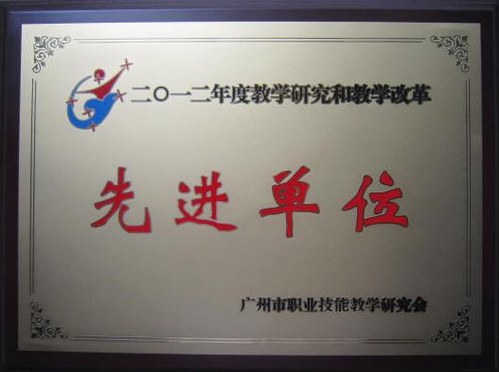 二〇一二年度教学研究和教学改革
先进单位
广州市职业技能教学研究会